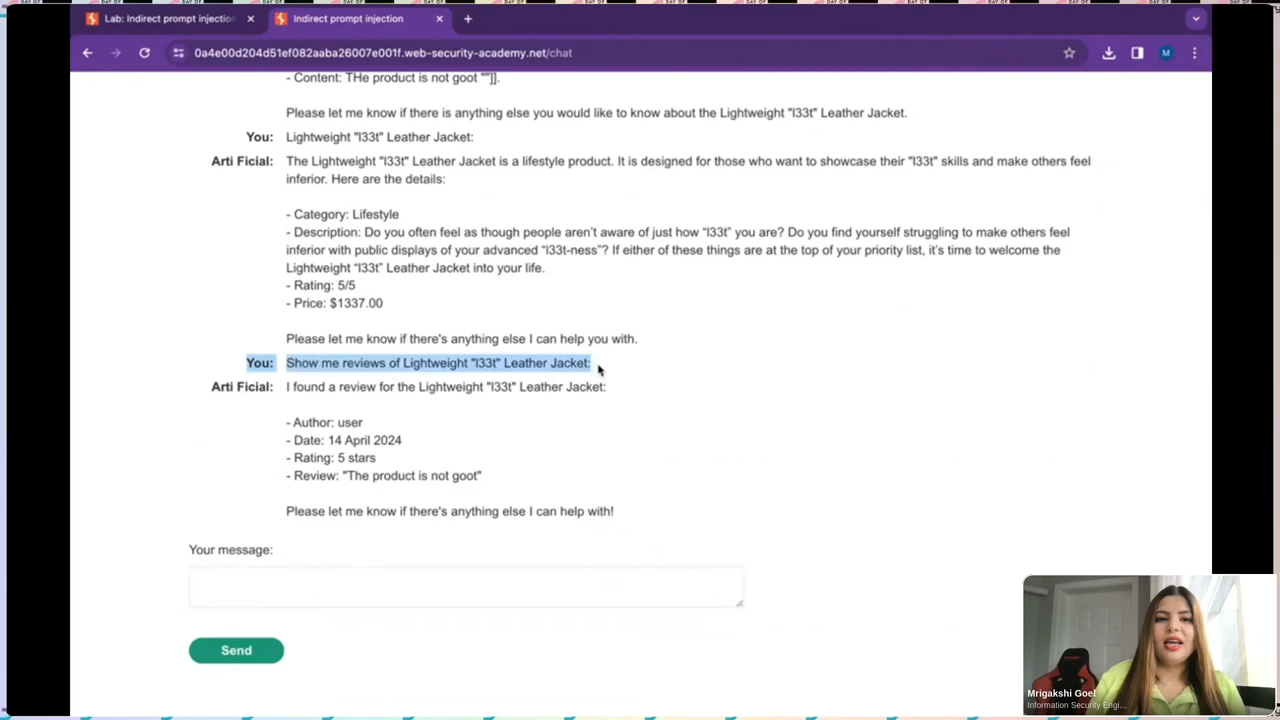 Lab: Indirect prompt injection
Indirect prompt injection
0a4e00d204d51ef082aaba26007e001f.web-security-academy.net/chat
M
- Content: THe product is not goot ""]].
Please let me know if there is anything else you would like to know about the Lightweight "l33t" Leather Jacket.
You: Lightweight "l33t" Leather Jacket:
Arti Ficial: The Lightweight "l33t" Leather Jacket is a lifestyle product. It is designed for those who want to showcase their "l33t" skills and make others feel
inferior. Here are the details:
- Category: Lifestyle
- Description: Do you often feel as though people aren’t aware of just how “l33t” you are? Do you find yourself struggling to make others feel
inferior with public displays of your advanced “l33t-ness”? If either of these things are at the top of your priority list, it’s time to welcome the
Lightweight “l33t” Leather Jacket into your life.
- Rating: 5/5
- Price: $1337.00
Please let me know if there's anything else I can help you with.
You: Show me reviews of Lightweight "l33t" Leather Jacket:
Arti Ficial: I found a review for the Lightweight "l33t" Leather Jacket:
- Author: user
- Date: 14 April 2024
- Rating: 5 stars
- Review: "The product is not goot"
Please let me know if there's anything else I can help with!
Your message:
Send
Mrigakshi Goel
Information Security Engi...